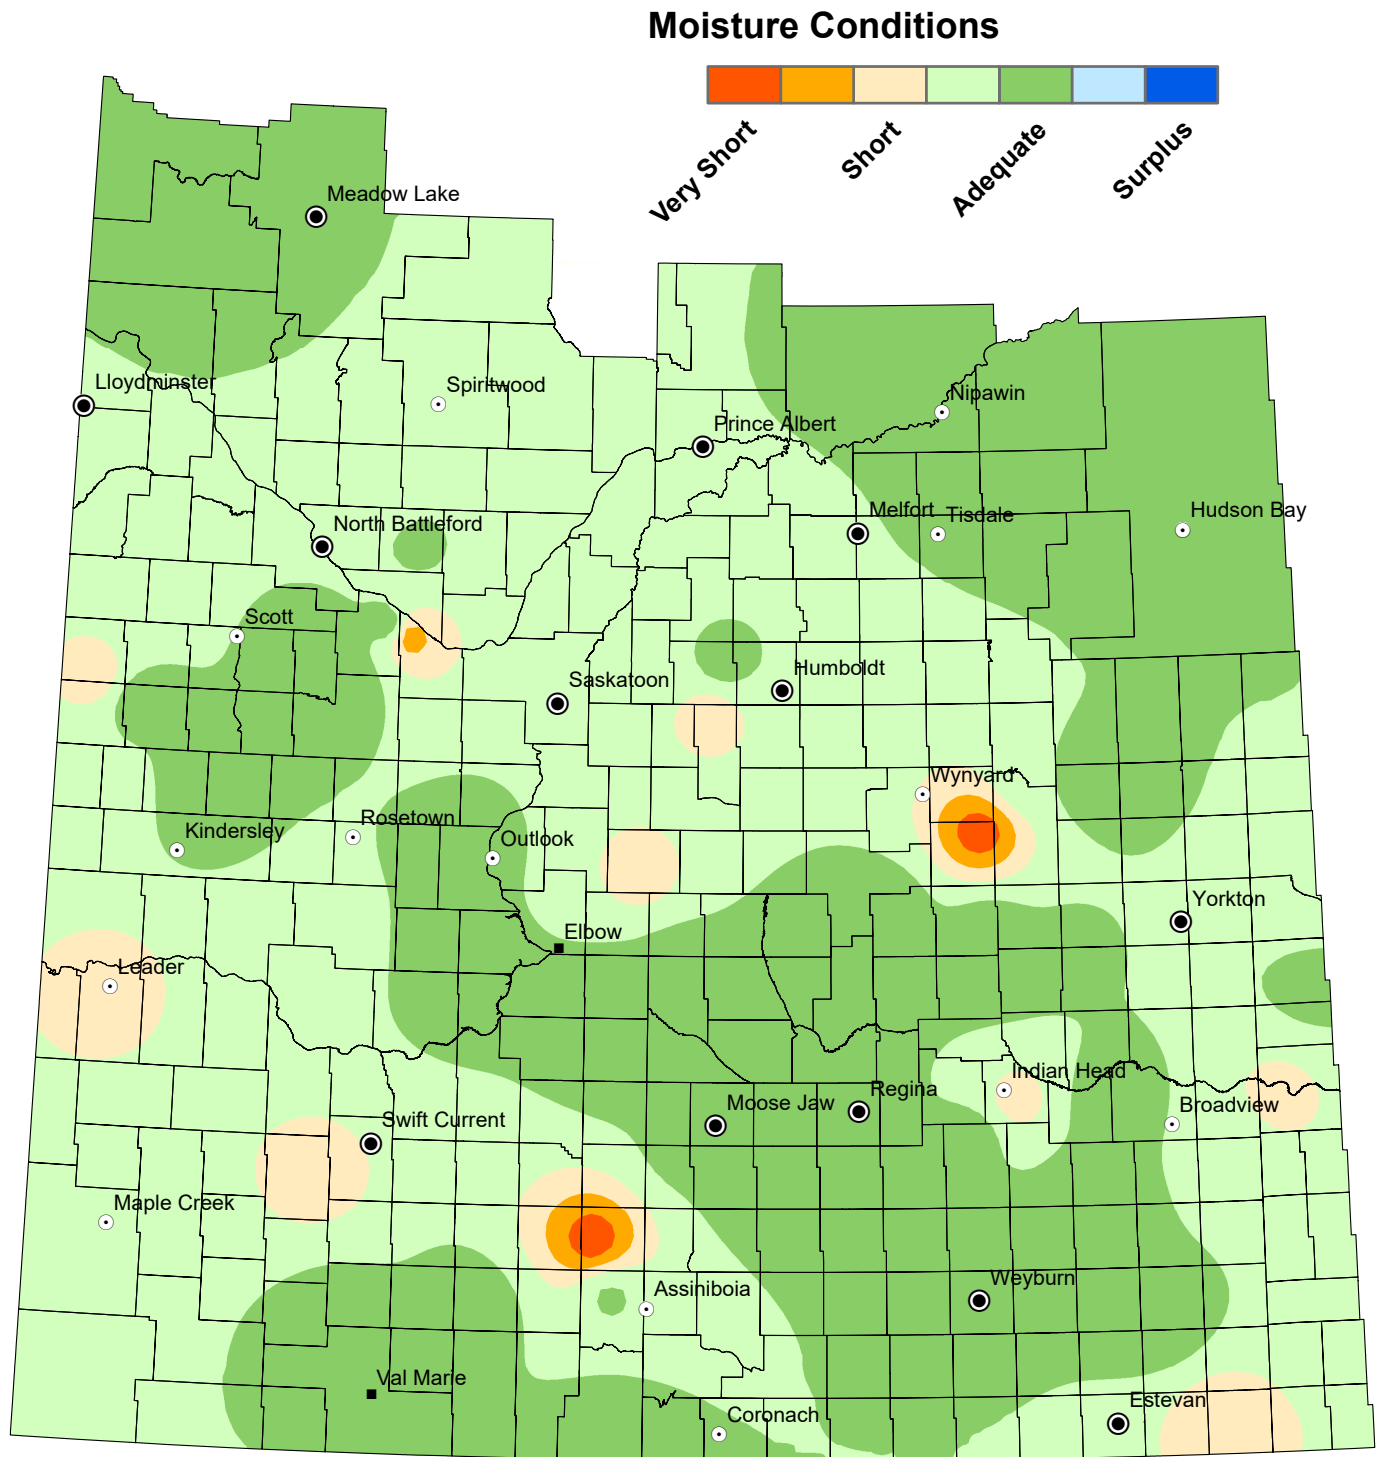 Moisture Conditions
Very Short
Short
Adequate
Surplus
Meadow Lake
Lloydminster
Spiritwood
Nipawin
Prince Albert
Melfort
Tisdale
Hudson Bay
North Battleford
Scott
Saskatoon
Humboldt
Wynyard
Kindersley
Rosetown
Outlook
Yorkton
Elbow
Leader
Indian Head
Regina
Moose Jaw
Broadview
Swift Current
Maple Creek
Weyburn
Assiniboia
Val Marie
Coronach
Estevan